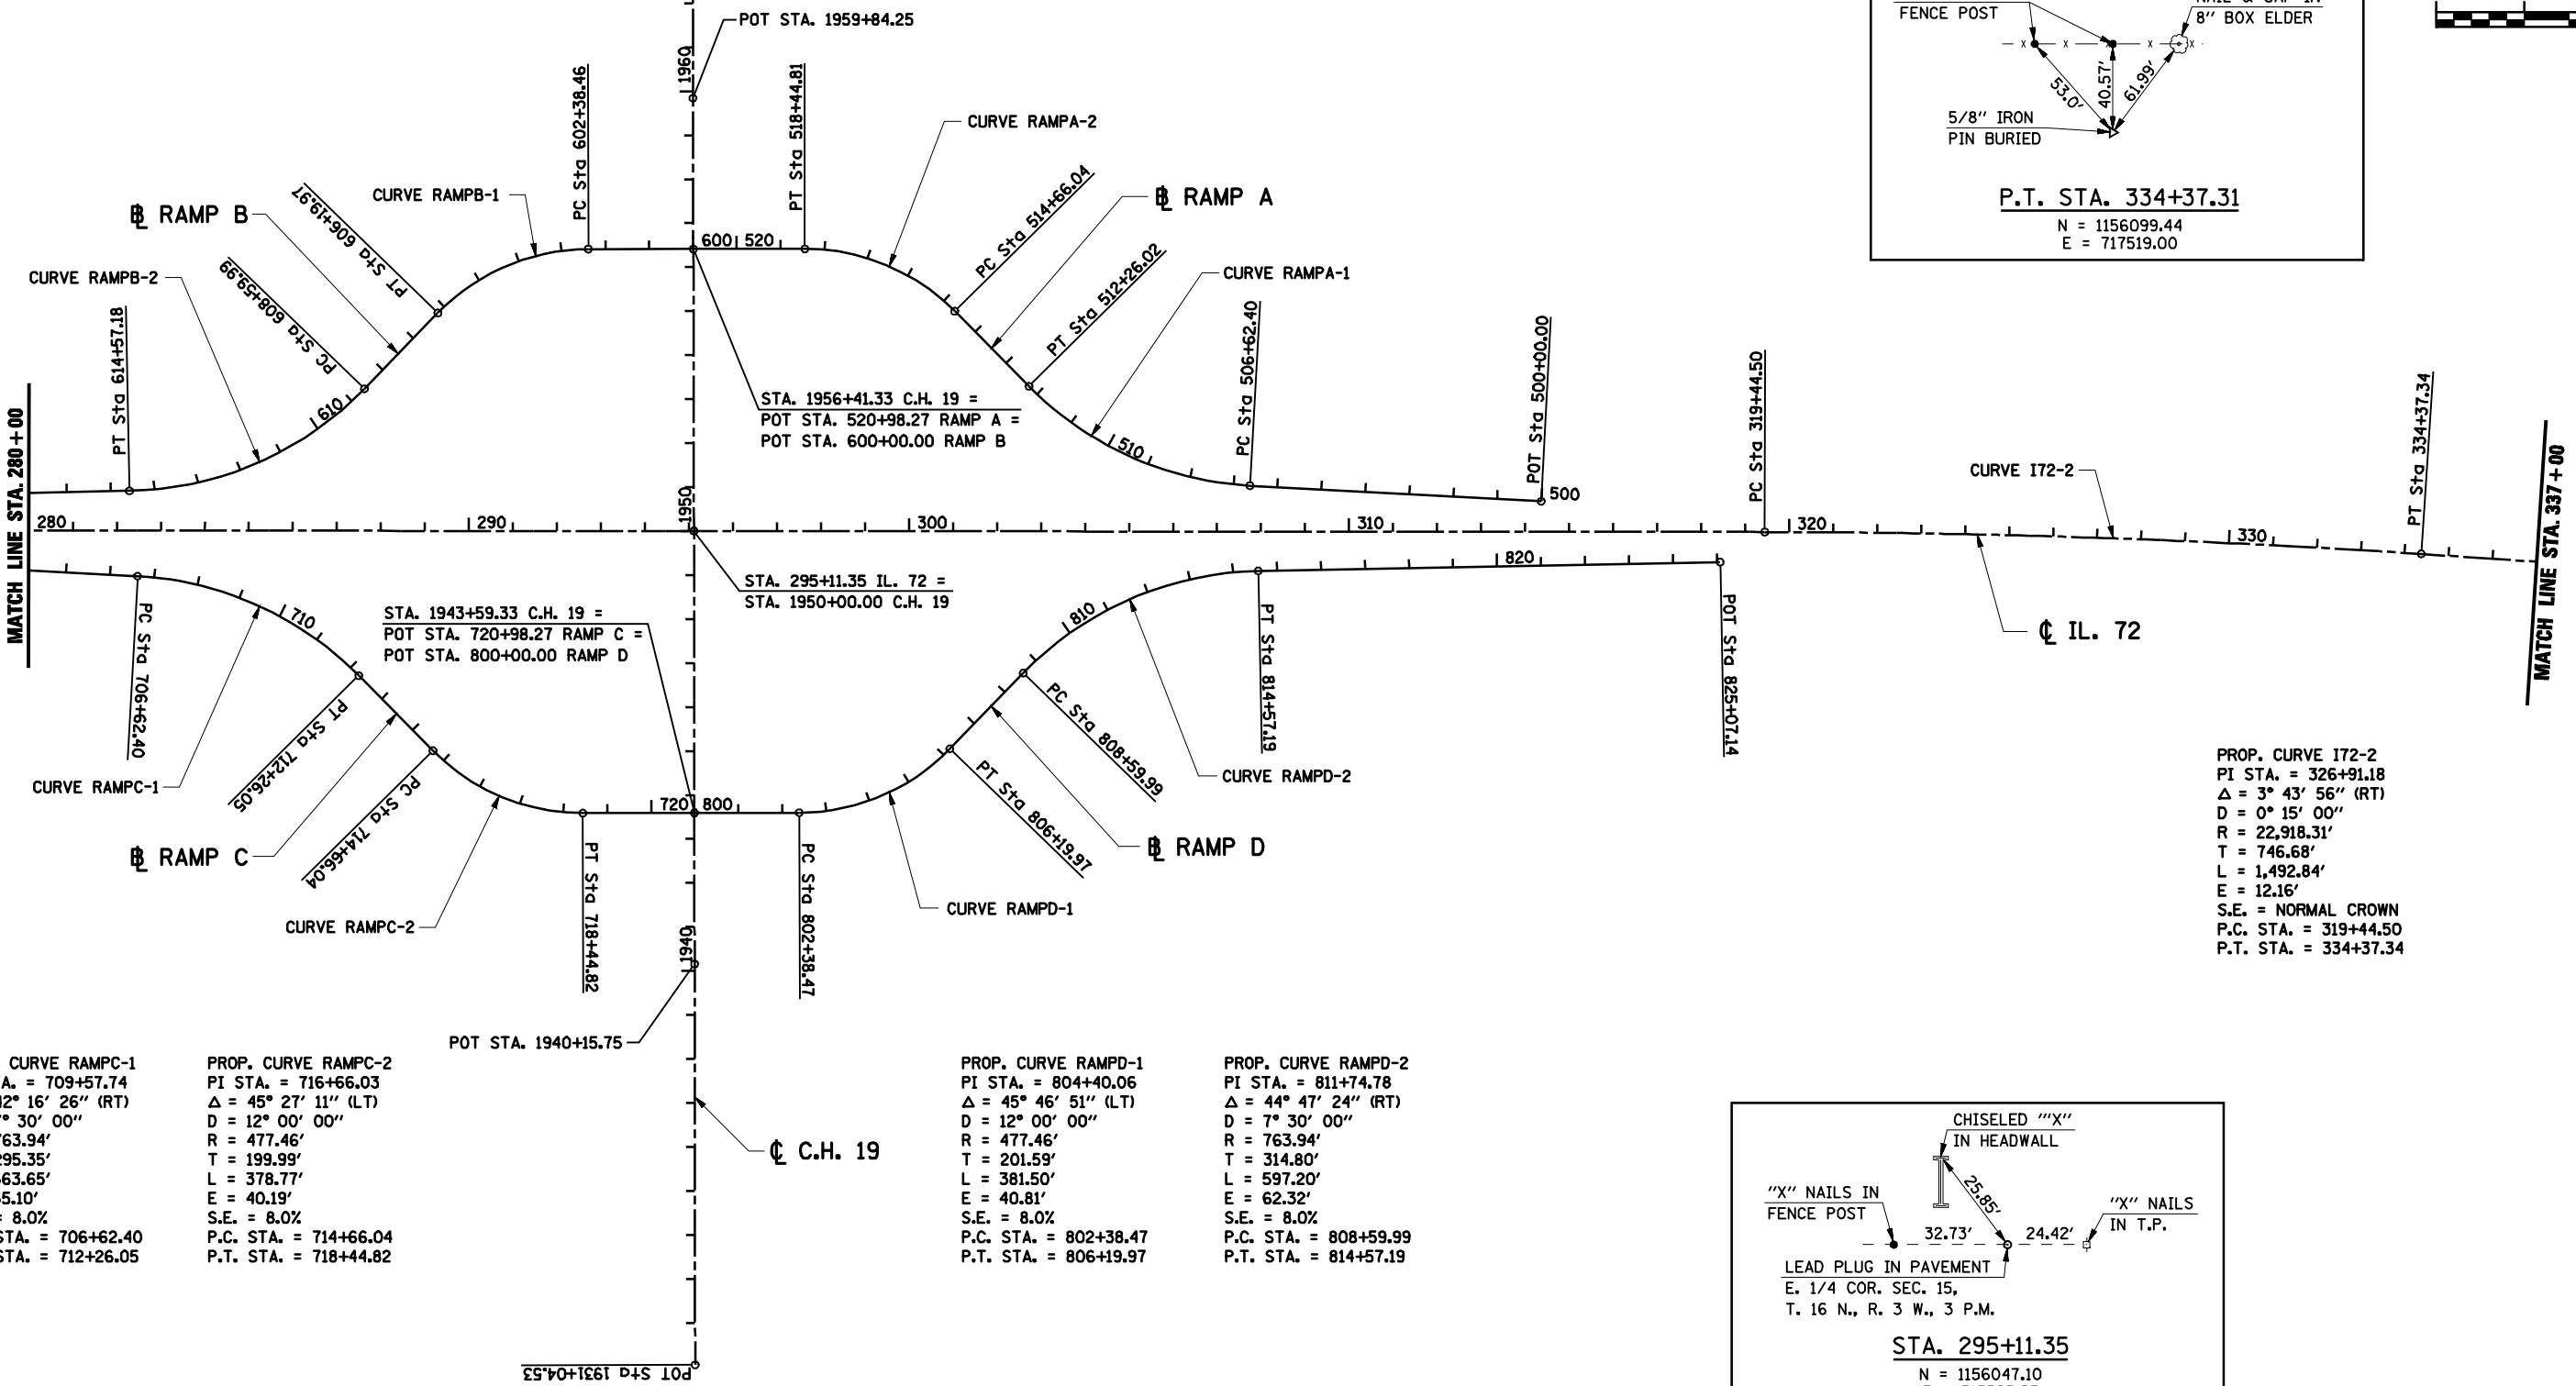 POT STA. 1959+84.25
1960
PC Sta 602+38.46
PT Sta 518+44.81
CURVE RAMPA-2
CURVE RAMPB-1
PT Sta 606+19.97
℄ RAMP B
PC Sta 514+66.04
℄ RAMP A
FENCE POST
8" BOX ELDER
X X X X
53.0'
40.57'
61.99'
5/8" IRON
PIN BURIED
P.T. STA. 334+37.31
N = 1156099.44
E = 717519.00
600 520
CURVE RAMPB-2
PC Sta 608+59.99
PT Sta 512+26.02
CURVE RAMPA-1
PT Sta 614+57.18
610
PC Sta 506+62.40
POT Sta 500+00.00
PC Sta 319+44.50
PT Sta 334+37.34
STA. 1956+41.33 C.H. 19 =
POT STA. 520+98.27 RAMP A =
POT STA. 600+00.00 RAMP B
510
500
CURVE I72-2
MATCH LINE STA. 280+00
MATCH LINE STA. 337+00
1950
280
290
300
310
320
330
820
STA. 295+11.35 IL. 72 =
STA. 1950+00.00 C.H. 19
STA. 1943+59.33 C.H. 19 =
POT STA. 720+98.27 RAMP C =
POT STA. 800+00.00 RAMP D
710
810
℄ IL. 72
PC Sta 706+62.40
PT Sta 712+26.05
PC Sta 714+66.04
PT Sta 814+57.19
POT Sta 825+07.14
PC Sta 808+59.99
PT Sta 806+19.97
CURVE RAMPC-1
CURVE RAMPD-2
720 800
℄ RAMP C
℄ RAMP D
PT Sta 718+44.82
PC Sta 802+38.47
CURVE RAMPC-2
CURVE RAMPD-1
1940
PROP. CURVE I72-2
PI STA. = 326+91.18
Δ = 3° 43' 56" (RT)
D = 0° 15' 00"
R = 22,918.31'
T = 746.68'
L = 1,492.84'
E = 12.16'
S.E. = NORMAL CROWN
P.C. STA. = 319+44.50
P.T. STA. = 334+37.34
POT STA. 1940+15.75
CURVE RAMPC-1
= 709+57.74
16' 26" (RT)
30' 00"
= 8.0%
STA. = 706+62.40
STA. = 712+26.05
PROP. CURVE RAMPC-2
PI STA. = 716+66.03
Δ = 45° 27' 11" (LT)
D = 12° 00' 00"
R = 477.46'
T = 199.99'
L = 378.77'
E = 40.19'
S.E. = 8.0%
P.C. STA. = 714+66.04
P.T. STA. = 718+44.82
℄ C.H. 19
PROP. CURVE RAMPD-1
PI STA. = 804+40.06
Δ = 45° 46' 51" (LT)
D = 12° 00' 00"
R = 477.46'
T = 201.59'
L = 381.50'
E = 40.81'
S.E. = 8.0%
P.C. STA. = 802+38.47
P.T. STA. = 806+19.97
PROP. CURVE RAMPD-2
PI STA. = 811+74.78
Δ = 44° 47' 24" (RT)
D = 7° 30' 00"
R = 763.94'
T = 314.80'
L = 597.20'
E = 62.32'
S.E. = 8.0%
P.C. STA. = 808+59.99
P.T. STA. = 814+57.19
CHISELED ""X"
IN HEADWALL
25.85'
"X" NAILS IN
FENCE POST
"X" NAILS
IN T.P.
32.73'
24.42'
LEAD PLUG IN PAVEMENT
E. 1/4 COR. SEC. 15,
T. 16 N., R. 3 W., 3 P.M.
STA. 295+11.35
N = 1156047.10
POT Sta 1931+04.53